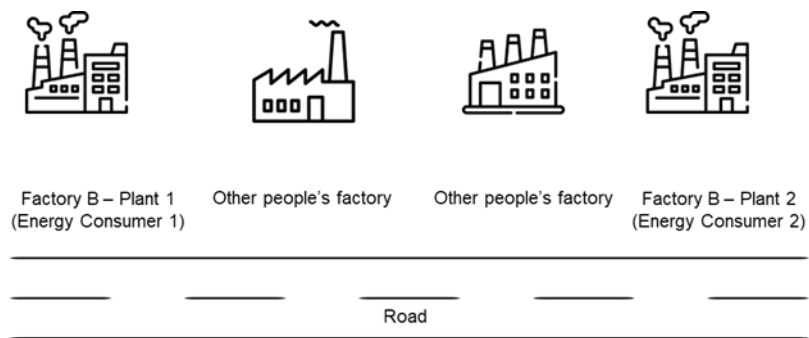 Factory B – Plant 1
(Energy Consumer 1)
Other people's factory
Other people's factory
Factory B – Plant 2
(Energy Consumer 2)
Road